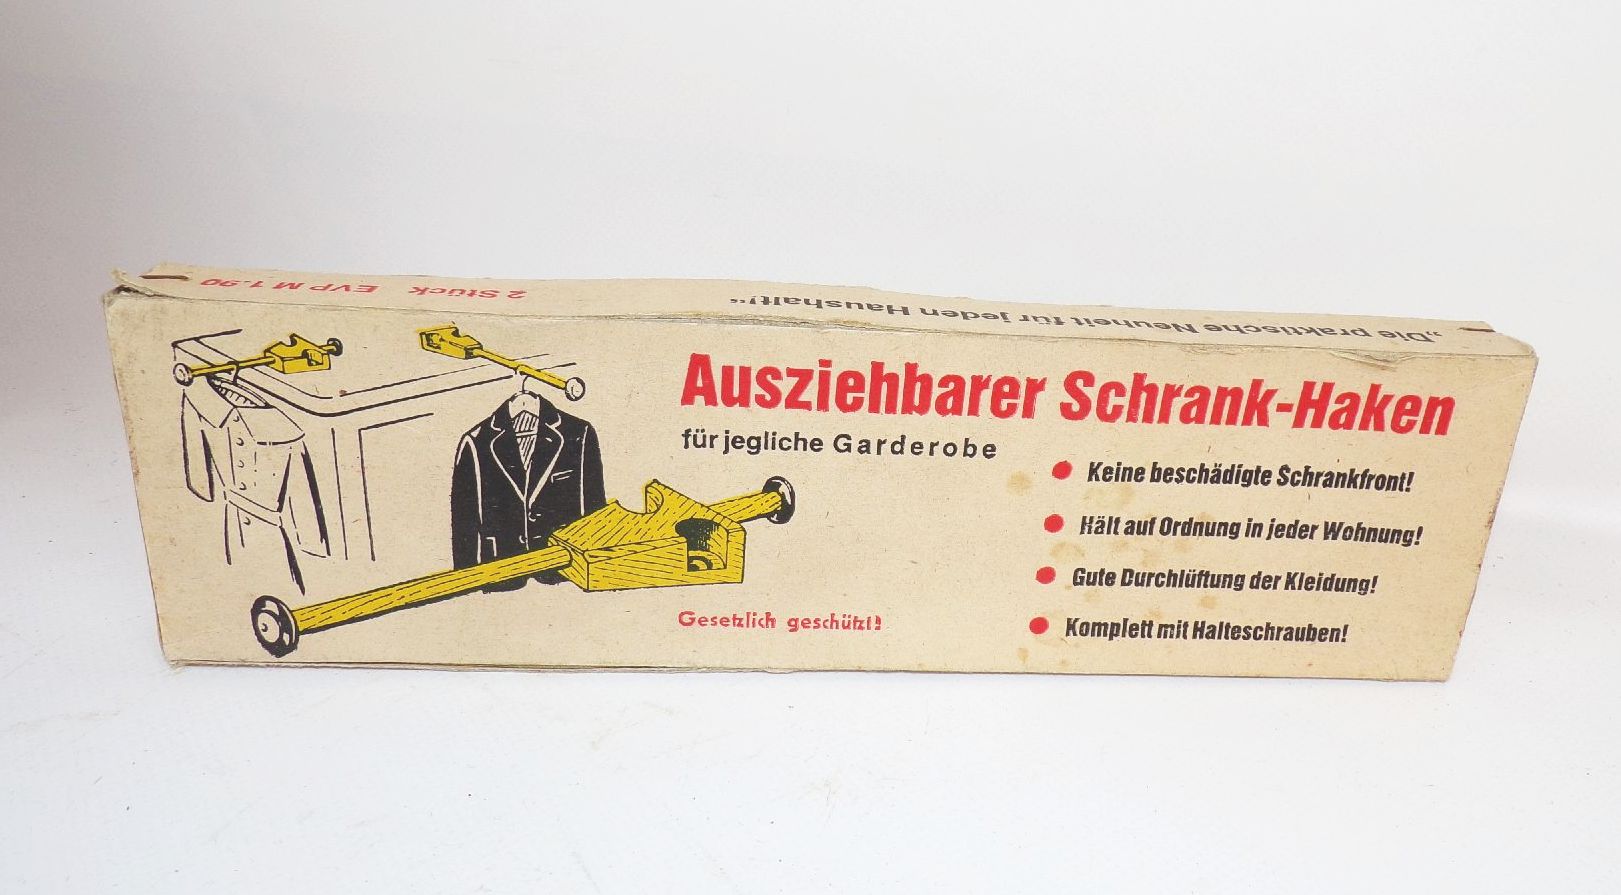 „Die praktische Neuheit für jeden Haushalt!“
2 Stück EVP M 1.90
Ausziehbarer Schrank-Haken
für jegliche Garderobe
Keine beschädigte Schrankfront!
Hält auf Ordnung in jeder Wohnung!
Gute Durchlüftung der Kleidung!
Komplett mit Halteschrauben!
Gesetzlich geschützt!